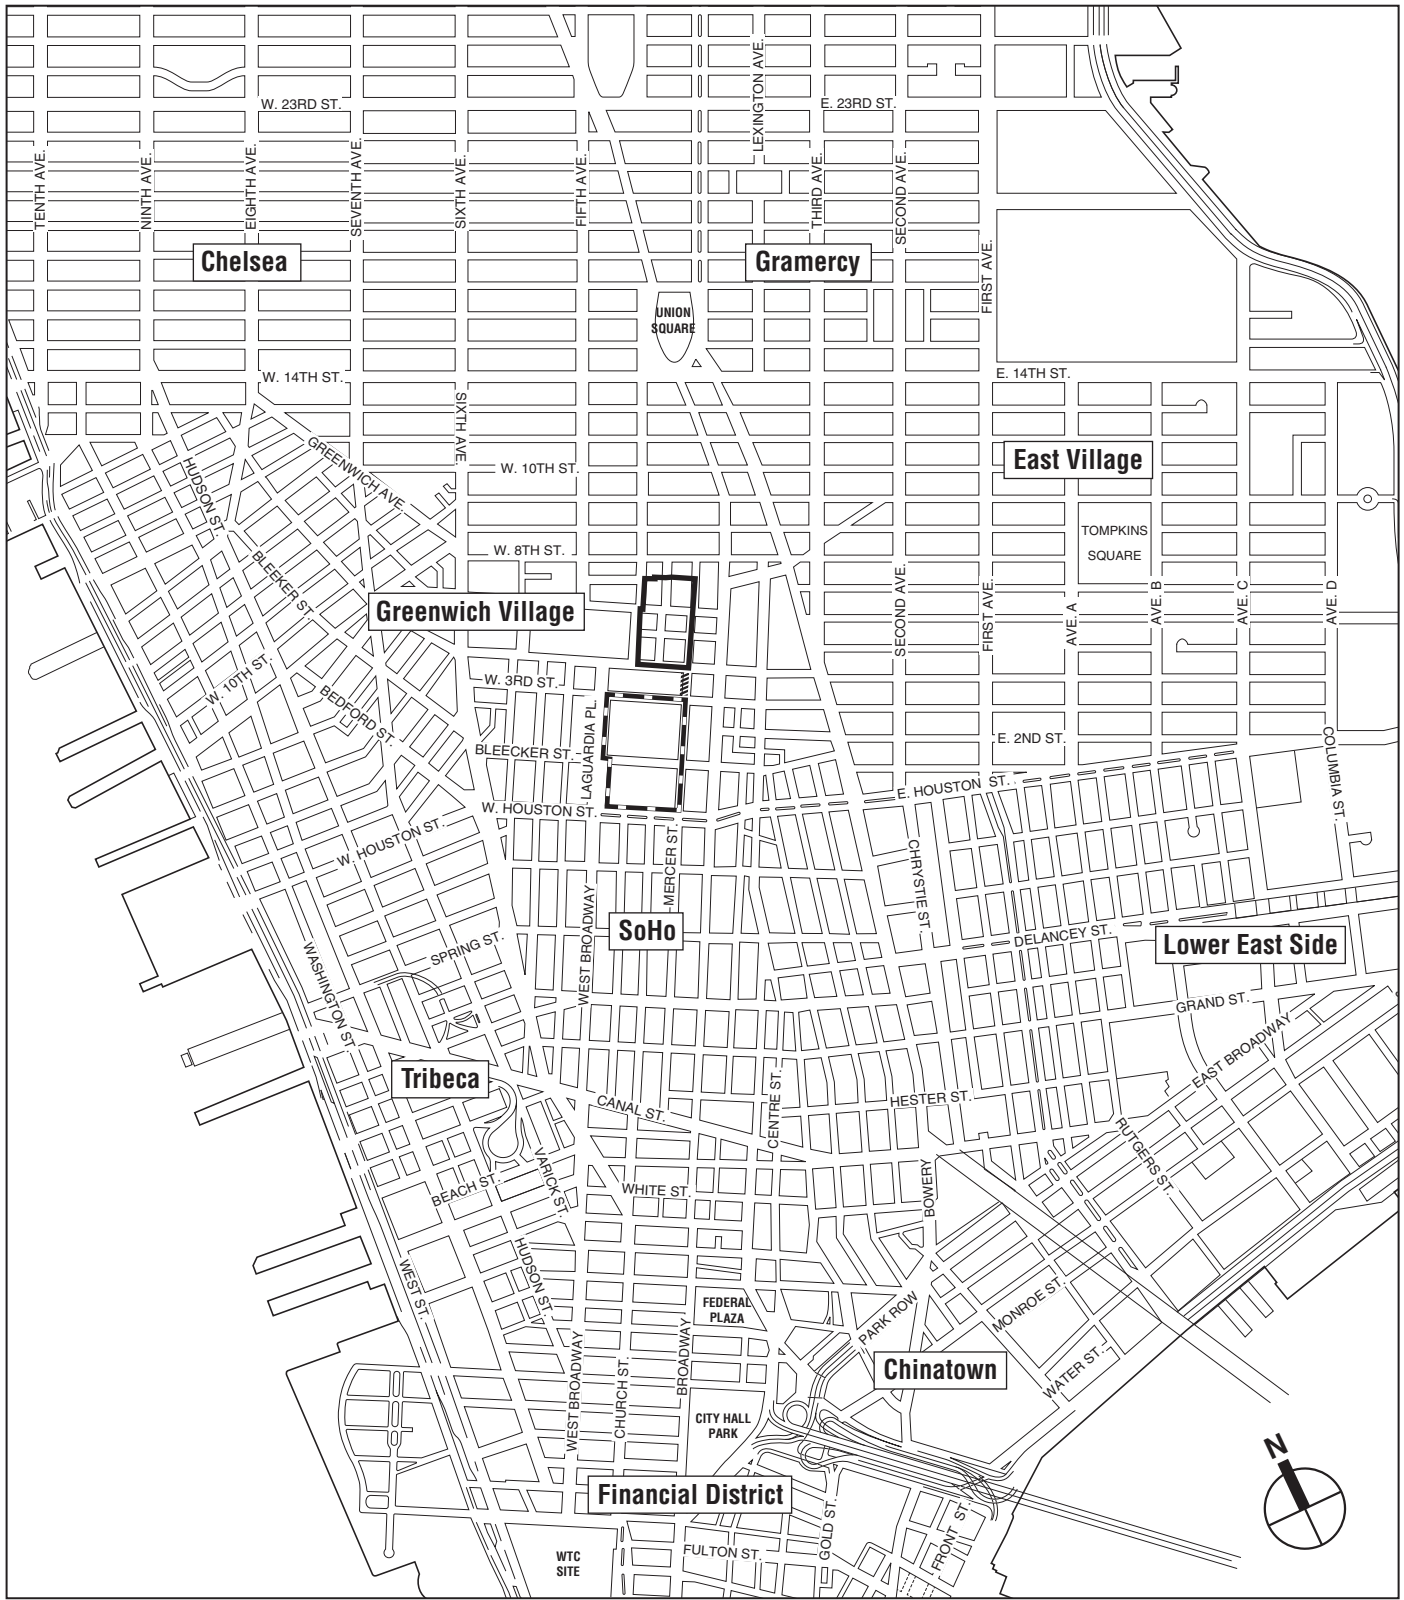 W. 23RD ST.
E. 23RD ST.
LEXINGTON AVE.
TENTH AVE.
NINTH AVE.
EIGHTH AVE.
SEVENTH AVE.
SIXTH AVE.
FIFTH AVE.
THIRD AVE.
SECOND AVE.
FIRST AVE.
Chelsea
Gramercy
UNION
SQUARE
W. 14TH ST.
E. 14TH ST.
SIXTH AVE.
GREENWICH AVE.
HUDSON ST.
W. 10TH ST.
East Village
TOMPKINS
SQUARE
W. 8TH ST.
BLEEKER ST.
Greenwich Village
SECOND AVE.
FIRST AVE.
AVE. A
AVE. B
AVE. C
AVE. D
W. 10TH ST.
W. 3RD ST.
BEDFORD ST.
LAGUARDIA PL.
BLEECKER ST.
E. 2ND ST.
COLUMBIA ST.
W. HOUSTON ST.
E. HOUSTON ST.
W. HOUSTON ST.
MERCER ST.
CHRYSTIE ST.
WEST BROADWAY
SoHo
SPRING ST.
DELANCEY ST.
Lower East Side
WASHINGTON ST.
GRAND ST.
EAST BROADWAY
Tribeca
CANAL ST.
CENTRE ST.
HESTER ST.
RUTGERS ST.
VARICK ST.
BEACH ST.
WHITE ST.
BOWERY
WEST ST.
HUDSON ST.
FEDERAL
PLAZA
PARK ROW
MONROE ST.
WEST BROADWAY
CHURCH ST.
BROADWAY
Chinatown
WATER ST.
CITY HALL
PARK
N
Financial District
GOLD ST.
FRONT ST.
FULTON ST.
WTC
SITE